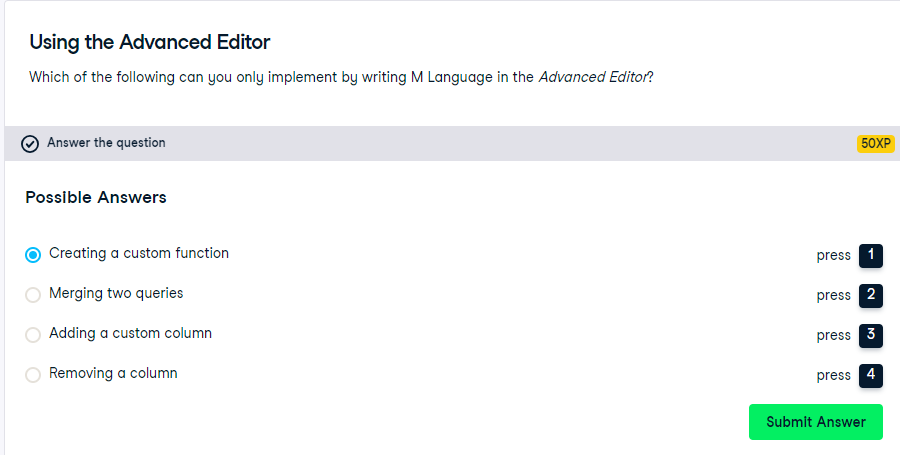 Using the Advanced Editor
Which of the following can you only implement by writing M Language in the Advanced Editor?
Answer the question
50XP
Possible Answers
Creating a custom function press 1
Merging two queries press 2
Adding a custom column press 3
Removing a column press 4
Submit Answer